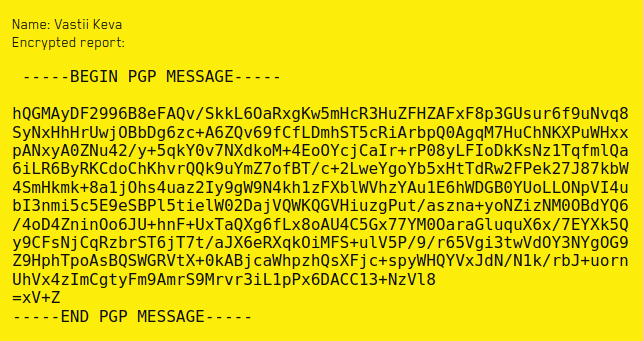 Name: Vastii Keva
Encrypted report:
-----BEGIN PGP MESSAGE-----
hQGMAyDF2996B8eFAQv/SkkL6OaRxgKw5mHcR3HuZFHZAFxF8p3GUsur6f9uNvq8
SyNxHhHrUwjOBbDg6zc+A6ZQv69fCfLDmhST5cRiArbpQ0AgqM7HuChNKXPuWHxx
pANxyA0ZNu42/y+5qkY0v7NXdkoM+4EoOYcjCaIr+rP08yLFIoDkKsNz1TqfmlQa
6iLR6ByRKCdoChKhvrQQk9uYmZ7ofBT/c+2LweYgoYb5xHtTdRw2FPek27J87kbW
4SmHkmk+8a1jOhs4uaz2Iy9gW9N4kh1zFXblWVhzYAu1E6hWDGB0YUoLLONpVI4u
bI3nmi5c5E9eSBPl5tielW02DajVQWKQGVHiuzgPut/aszna+yoNZizNM0OBdYQ6
/4oD4ZninOo6JU+hnF+UxTaQXg6fLx8oAU4C5Gx77YM0OaraGluquX6x/7EYXk5Q
y9CFsNjCqRzbrST6jT7t/aJX6eRXqkOiMFS+ulV5P/9/r65Vgi3twVdOY3NYgOG9
Z9HphTpoAsBQSWGRVtX+0kABjcaWhpzhQsXFjc+spyWHQYVxJdN/N1k/rbJ+uorn
UhVx4zImCgtyFm9AmrS9Mrvr3iL1pPx6DACC13+NzVl8
=xV+Z
-----END PGP MESSAGE-----